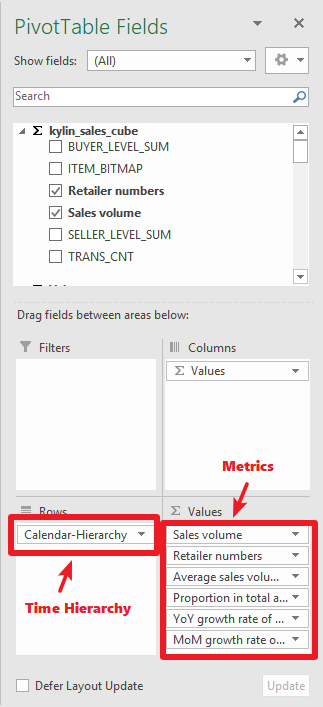 PivotTable Fields
Show fields: (All)
Search
Σ kylin_sales_cube
BUYER_LEVEL_SUM
ITEM_BITMAP
Retailer numbers
Sales volume
SELLER_LEVEL_SUM
TRANS_CNT
Drag fields between areas below:
Filters
Columns
Σ Values
Metrics
Rows
Σ Values
Calendar-Hierarchy
Sales volume
Retailer numbers
Average sales volu...
Proportion in total a...
YoY growth rate of ...
MoM growth rate o...
Time Hierarchy
Defer Layout Update
Update